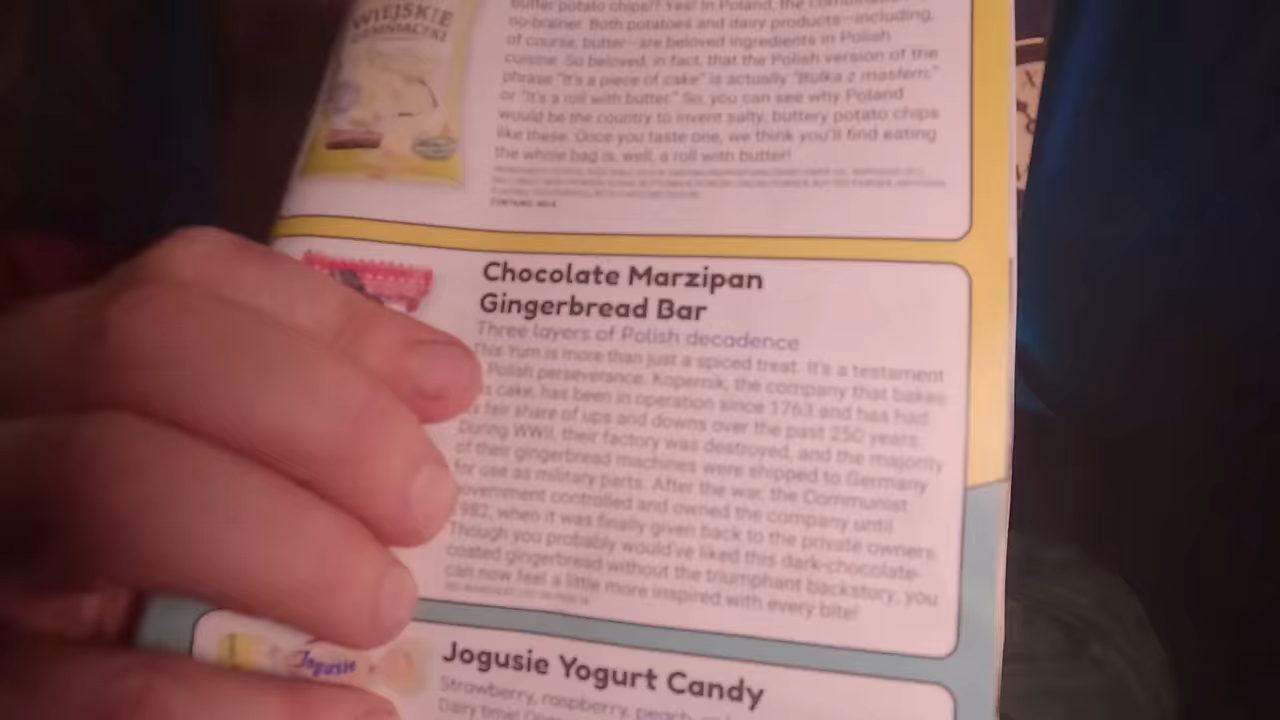 WIEJSKIE
ZIEMNIACZKI
butter potato chips?! Yes! In Poland, the
no-brainer. Both potatoes and dairy products—including,
of course, butter—are beloved ingredients in Polish
cuisine. So beloved, in fact, that the Polish version of the
phrase "it's a piece of cake" is actually "Bułka z masłem,"
or "it's a roll with butter." So, you can see why Poland
would be the country to invent salty, buttery potato chips
like these. Once you taste one, we think you'll find eating
the whole bag is, well, a roll with butter!
CONTAINS: MILK
Chocolate Marzipan
Gingerbread Bar
Three layers of Polish decadence
This Yum is more than just a spiced treat. It's a testament
Polish perseverance. Kopernik, the company that bakes
cake, has been in operation since 1763 and has had
fair share of ups and downs over the past 250 years.
During WWII, their factory was destroyed, and the majority
of their gingerbread machines were shipped to Germany
for use as military parts. After the war, the Communist
government controlled and owned the company until
1982, when it was finally given back to the private owners.
Though you probably would've liked this dark-chocolate-
coated gingerbread without the triumphant backstory, you
can now feel a little more inspired with every bite!
Jogusie
Jogusie Yogurt Candy
Strawberry, raspberry, peach
Dairy time!